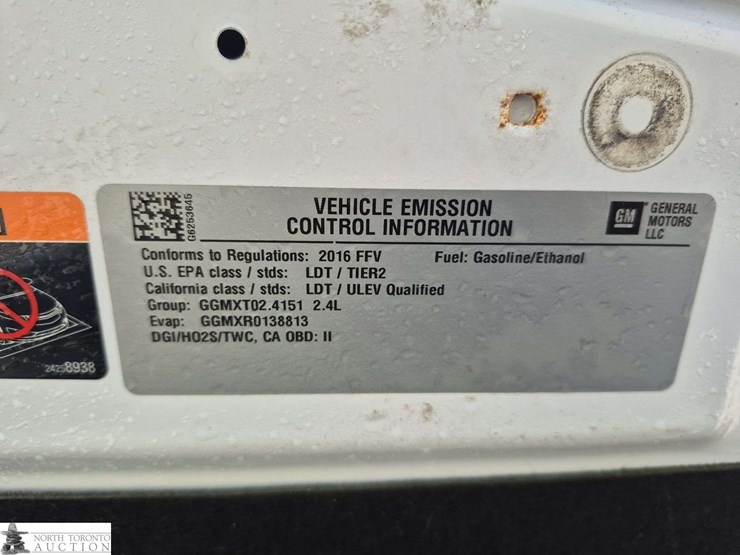 VEHICLE EMISSION
CONTROL INFORMATION
G6253645
GM
GENERAL
MOTORS
LLC
Conforms to Regulations: 2016 FFV Fuel: Gasoline/Ethanol
U.S. EPA class / stds: LDT / TIER2
California class / stds: LDT / ULEV Qualified
Group: GGMXT02.4151 2.4L
Evap: GGMXR0138813
DGI/HO2S/TWC, CA OBD: II
24258938
NORTH TORONTO
AUCTION